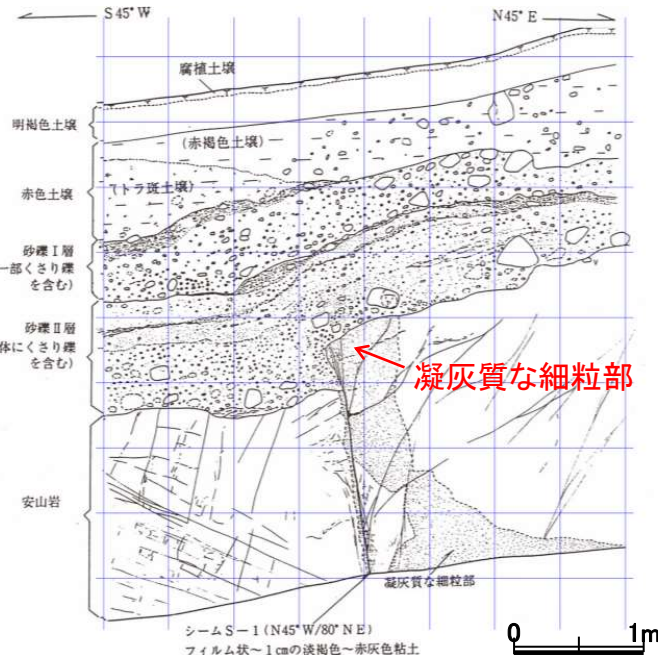 S45°W
N45°E
腐植土壌
明褐色土壌
(赤褐色土壌)
(トラ斑土壌)
赤色土壌
砂礫Ⅰ層
一部くさり礫
を含む)
砂礫Ⅱ層
体にくさり礫
を含む)
凝灰質な細粒部
安山岩
凝灰質な細粒部
シームS-1(N45°W/80°NE)
フィルム状~1㎝の淡褐色~赤灰色粘土
0 1m